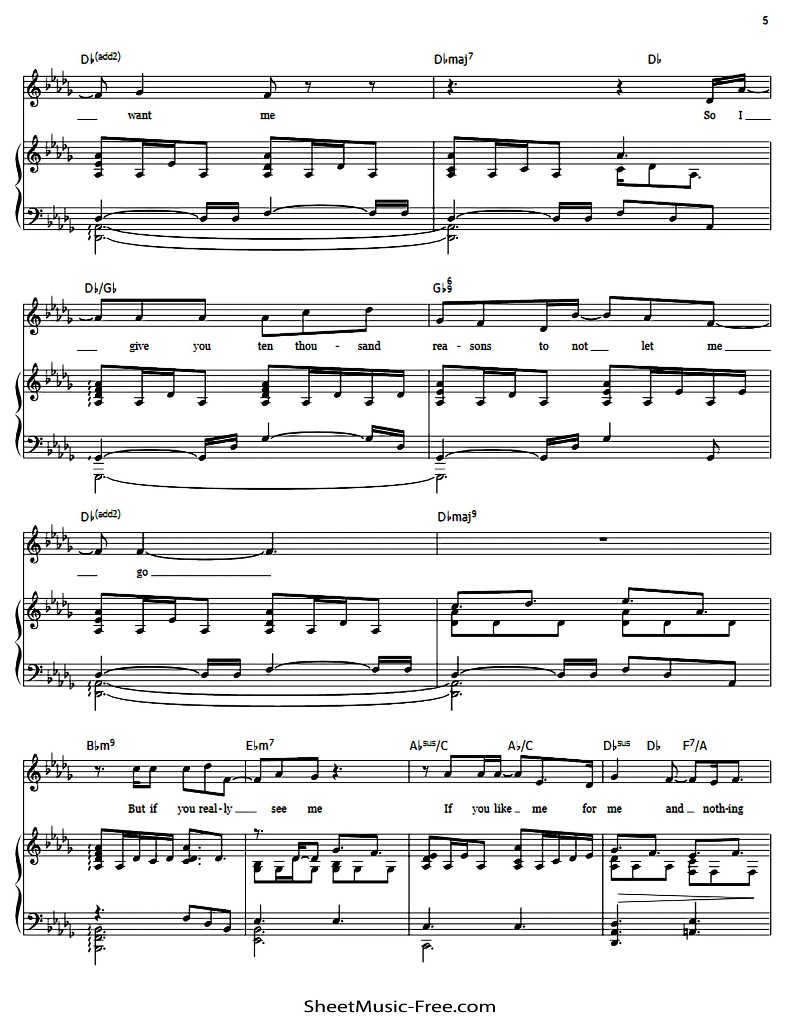 5
D♭(add2) D♭maj7 D♭
want me So I
D♭/G♭ G♭6/9
give you ten thou - sand rea - sons to not let me
D♭(add2) D♭maj9
go
B♭m9 E♭m7 A♭sus/C A♭/C D♭sus D♭ F7/A
But if you real - ly see me If you like me for me and noth - ing
SheetMusic-Free.com